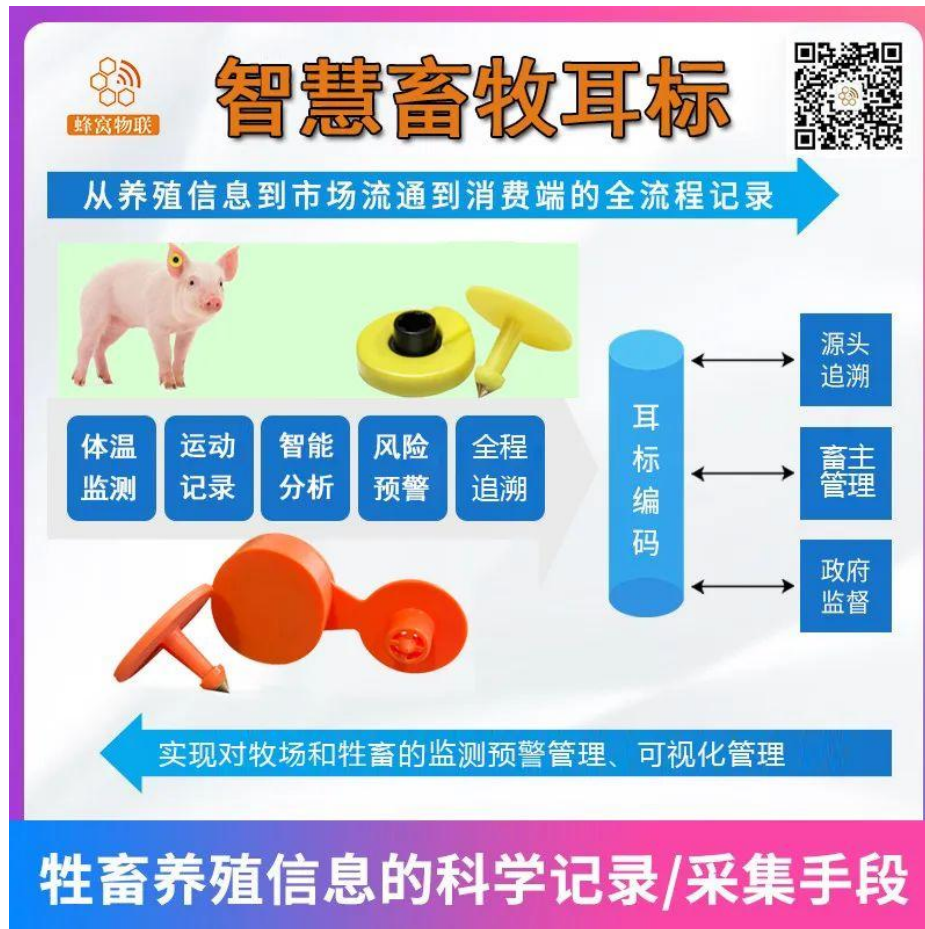 蜂窝物联
智慧畜牧耳标
从养殖信息到市场流通到消费端的全流程记录
体温
监测
运动
记录
智能
分析
风险
预警
全程
追溯
耳标编码
源头
追溯
畜主
管理
政府
监督
实现对牧场和牲畜的监测预警管理、可视化管理
牲畜养殖信息的科学记录/采集手段